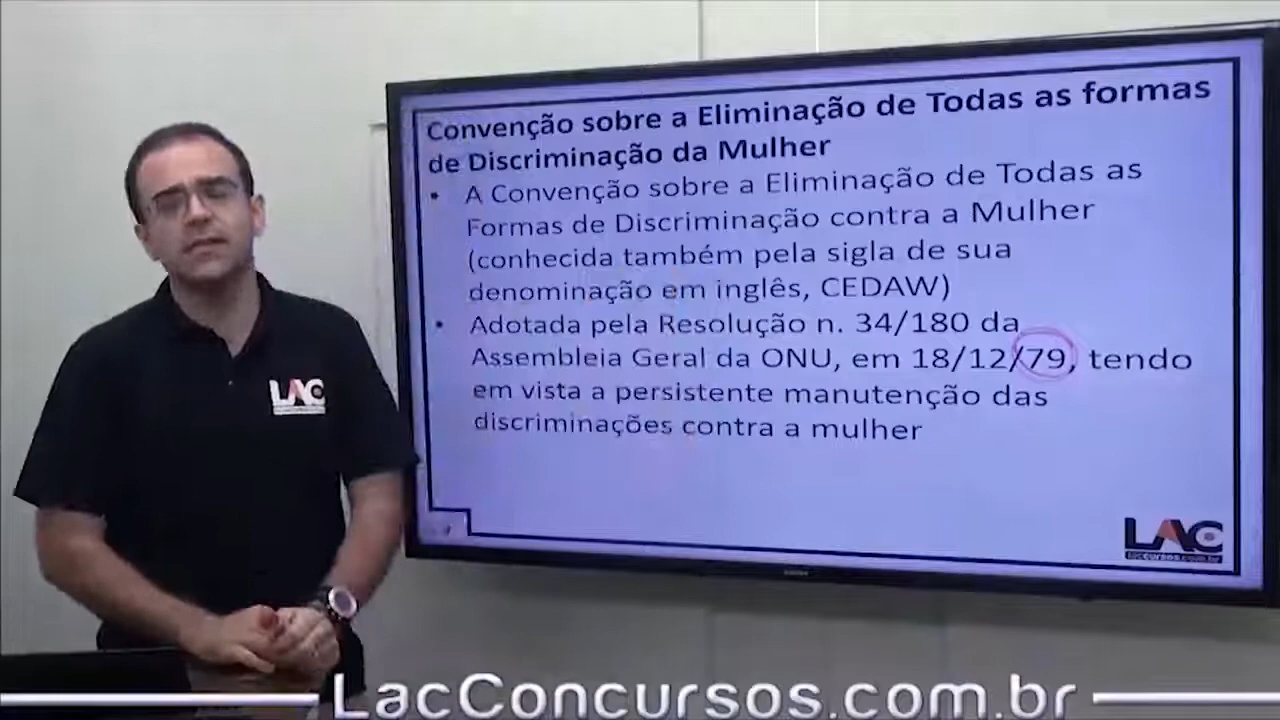 Convenção sobre a Eliminação de Todas as formas
de Discriminação da Mulher
• A Convenção sobre a Eliminação de Todas as
Formas de Discriminação contra a Mulher
(conhecida também pela sigla de sua
denominação em inglês, CEDAW)
• Adotada pela Resolução n. 34/180 da
Assembleia Geral da ONU, em 18/12/79, tendo
em vista a persistente manutenção das
discriminações contra a mulher
LAC
LAC
laccursos.com.br
LacConcursos.com.br